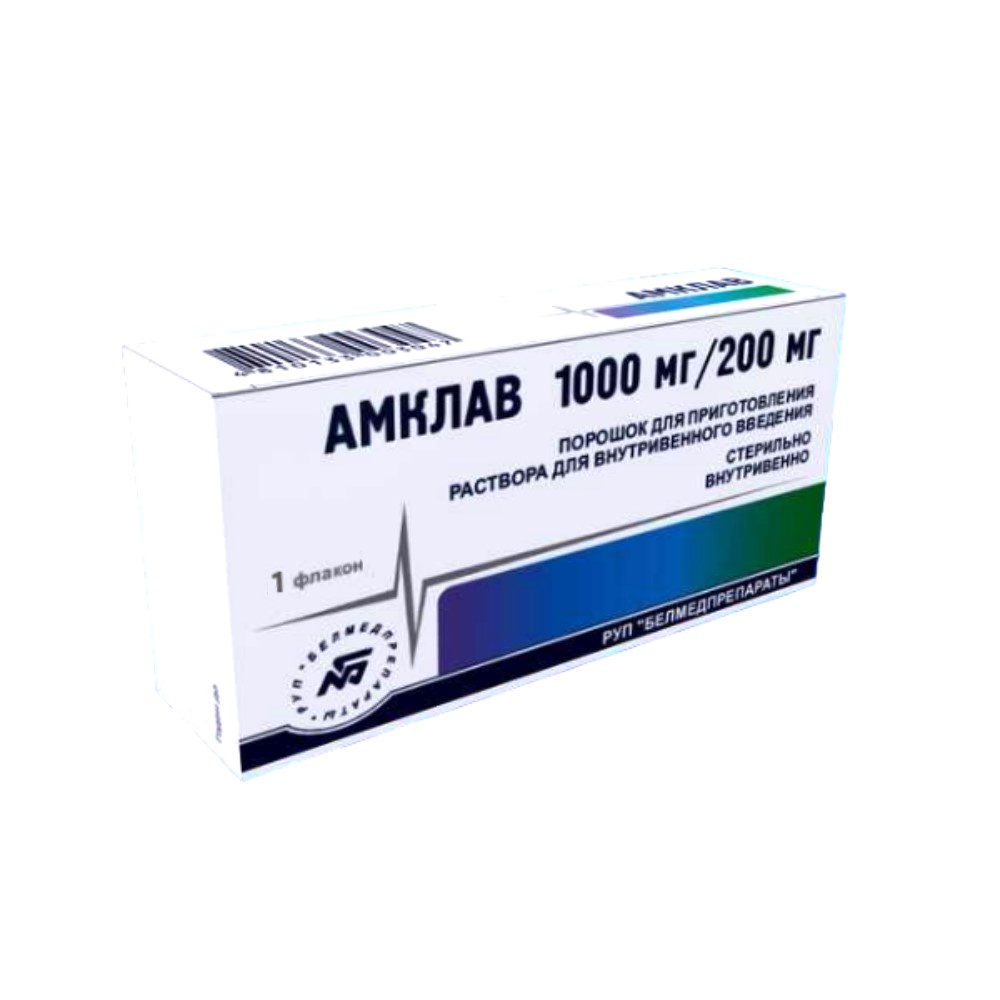 АМКЛАВ
АМКЛАВ 1000 мг/200 мг
ПОРОШОК ДЛЯ ПРИГОТОВЛЕНИЯ
РАСТВОРА ДЛЯ ВНУТРИВЕННОГО ВВЕДЕНИЯ
СТЕРИЛЬНО
ВНУТРИВЕННО
1 флакон
РУП "БЕЛМЕДПРЕПАРАТЫ"
РУП • БЕЛМЕДПРЕПАРАТЫ •